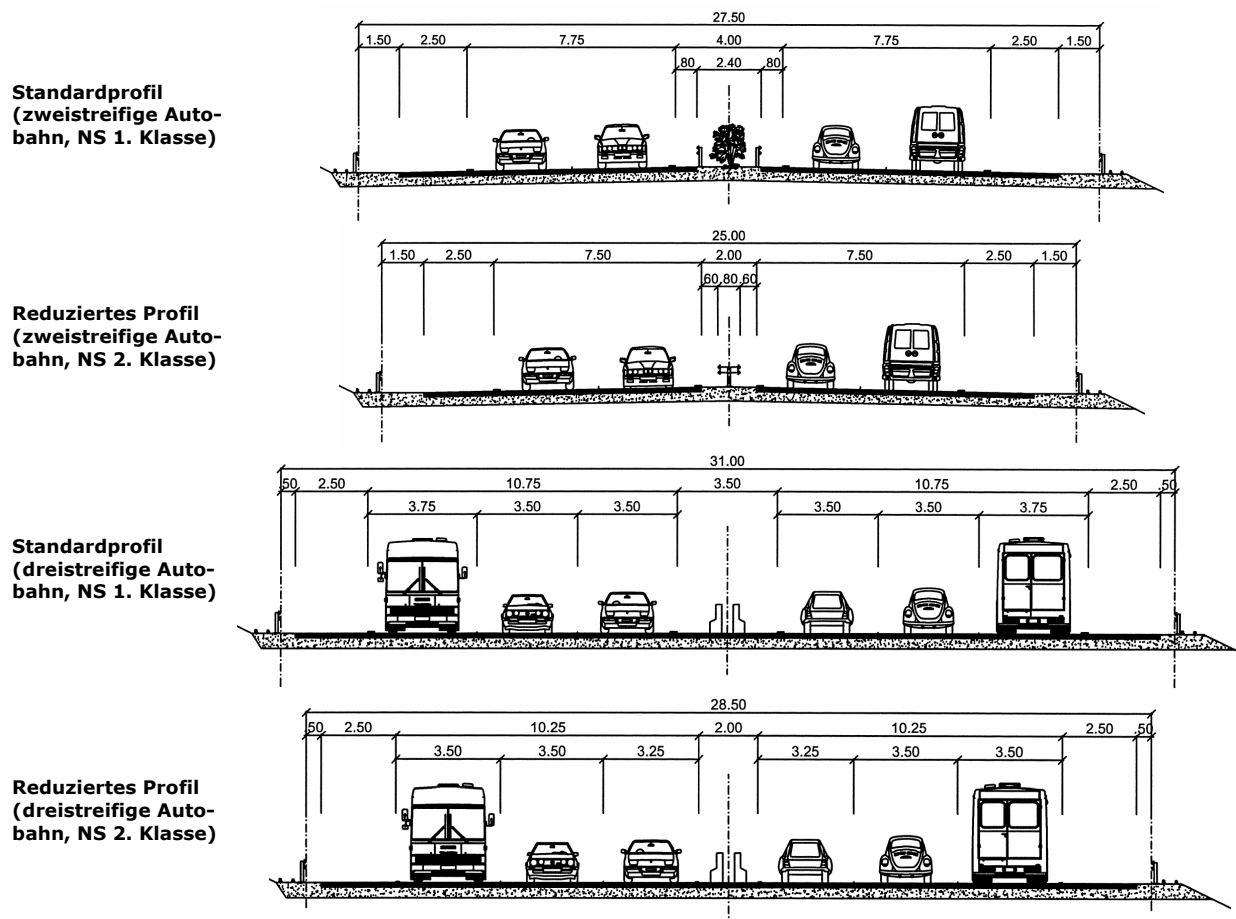 27.50
1.50 2.50 7.75 4.00 7.75 2.50 1.50
.80 2.40 .80
Standardprofil
(zweistreifige Auto-
bahn, NS 1. Klasse)
25.00
1.50 2.50 7.50 2.00 7.50 2.50 1.50
.60 .80 .60
Reduziertes Profil
(zweistreifige Auto-
bahn, NS 2. Klasse)
31.00
.50 2.50 10.75 3.50 10.75 2.50 .50
3.75 3.50 3.50 3.50 3.50 3.75
Standardprofil
(dreistreifige Auto-
bahn, NS 1. Klasse)
28.50
.50 2.50 10.25 2.00 10.25 2.50 .50
3.50 3.50 3.25 3.25 3.50 3.50
Reduziertes Profil
(dreistreifige Auto-
bahn, NS 2. Klasse)